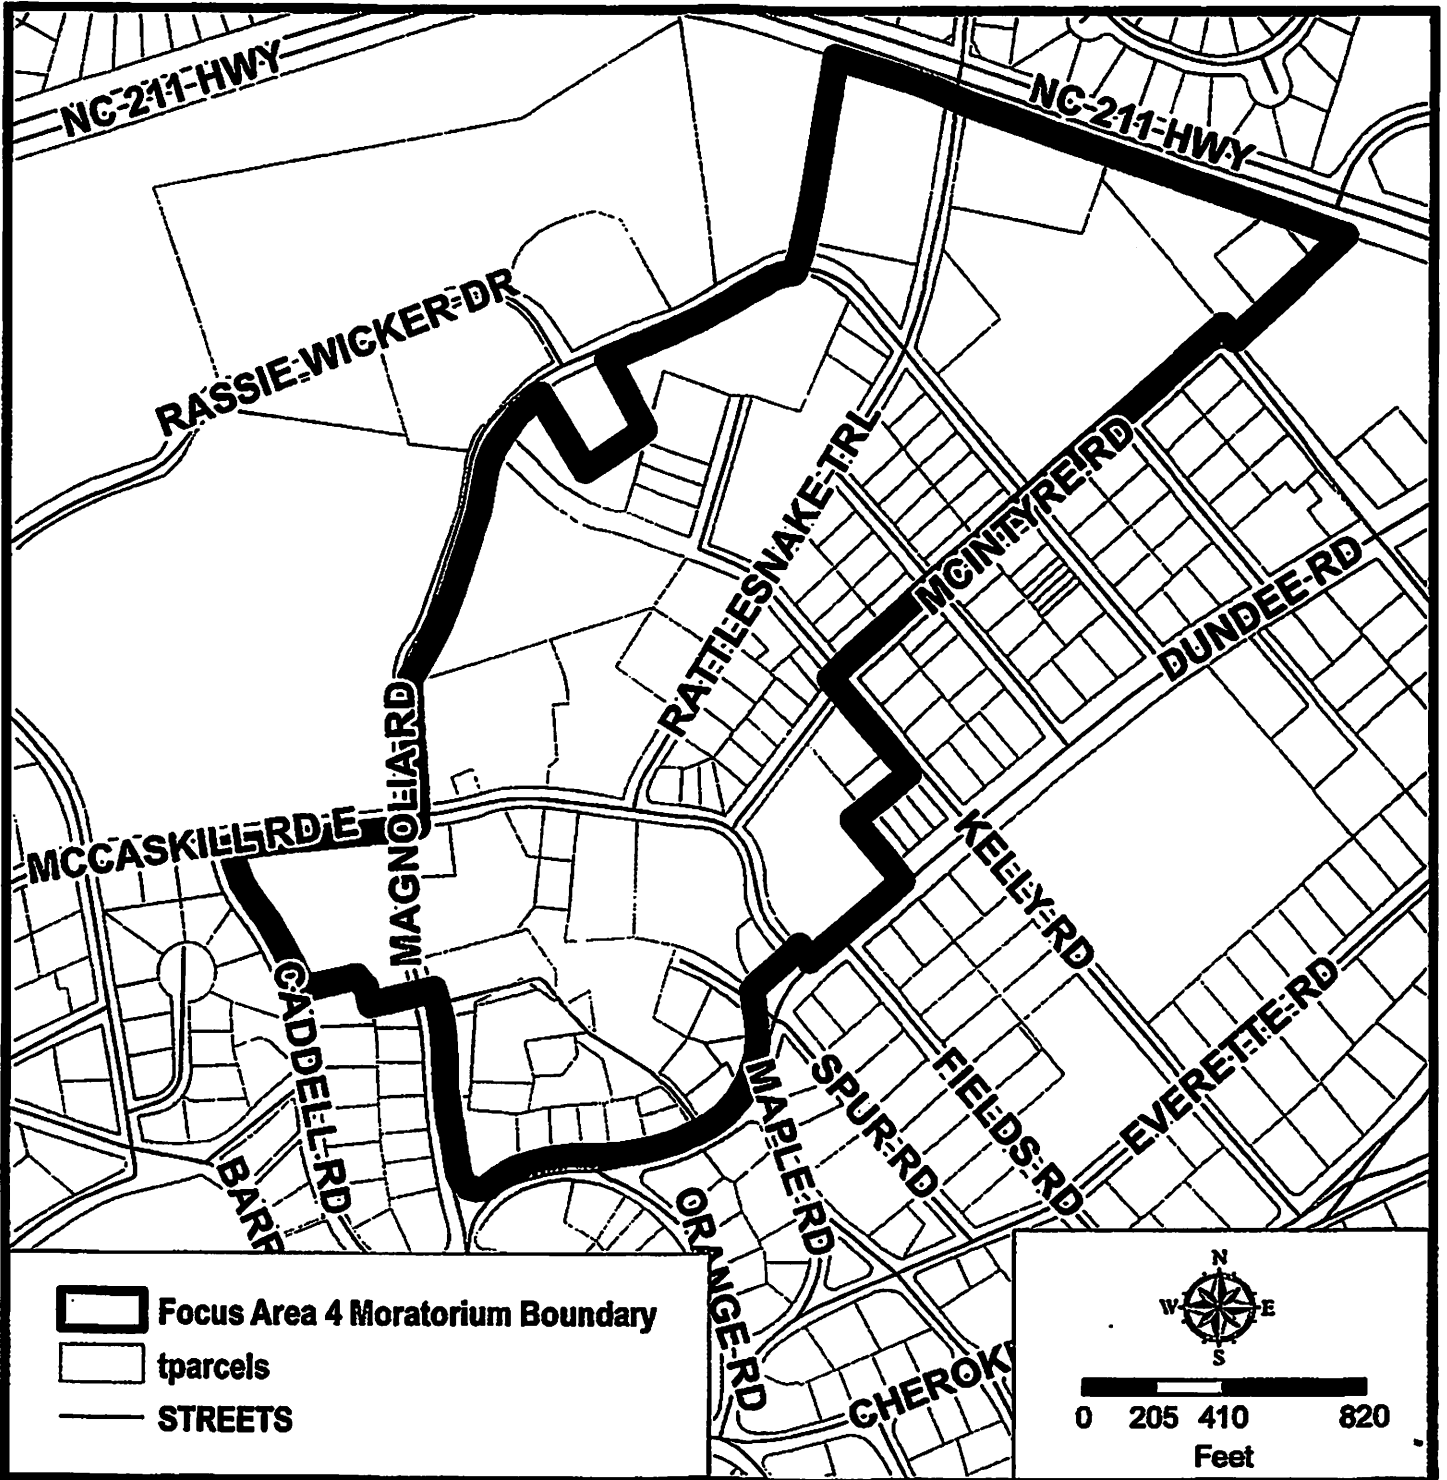 NC-211-HWY
NC-211-HWY
RASSIE-WICKER-DR
RATTLESNAKE-TRL
MCINTYRE-RD
DUNDEE-RD
MAGNOLIA-RD
MCCASKILL-RD-E
KELLY-RD
CADDELL-RD
MAPLE-RD
SPUR-RD
FIELDS-RD
EVERETTE-RD
BARR
ORANGE-RD
CHEROK
Focus Area 4 Moratorium Boundary
tparcels
STREETS
N
W E
S
0 205 410 820
Feet